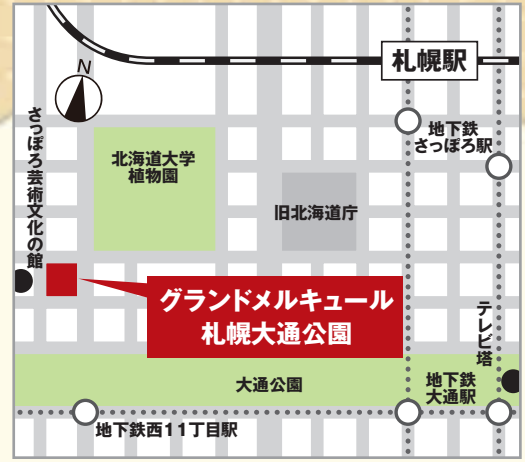 札幌駅
N
地下鉄
さっぽろ駅
北海道大学
植物園
さっぽろ芸術文化の館
旧北海道庁
グランドメルキュール
札幌大通公園
テレビ塔
大通公園
地下鉄
大通駅
地下鉄西11丁目駅